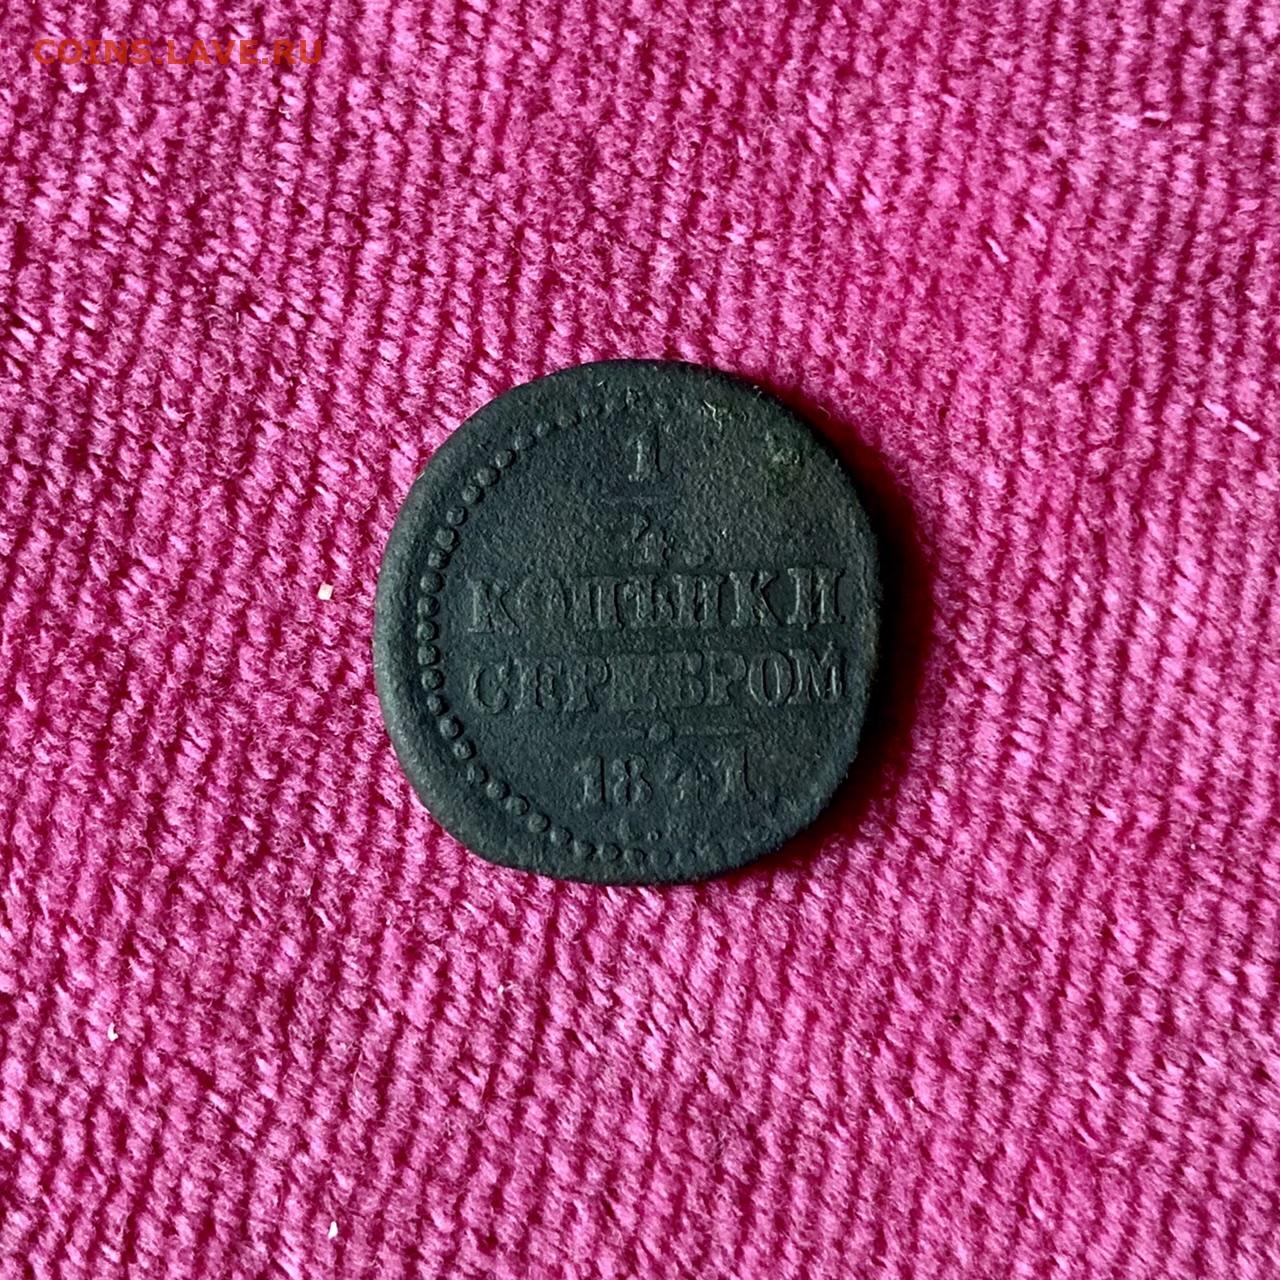 COINS.LAVE.RU
1
4
КОПѢЙКИ
СЕРЕБРОМ
1841